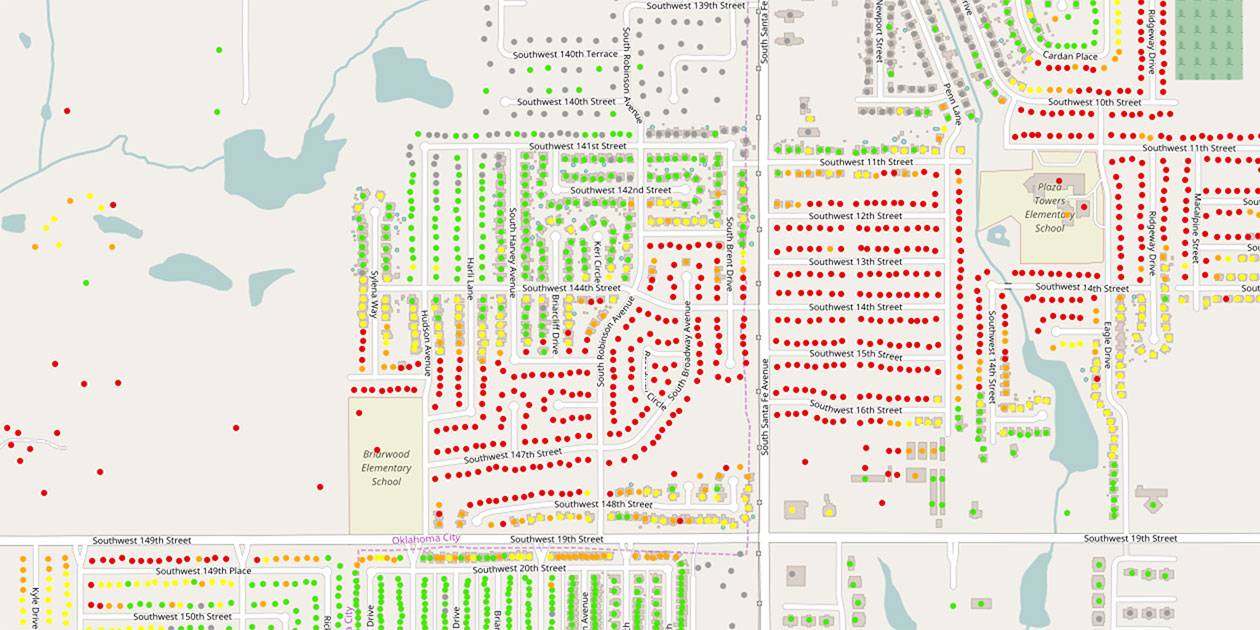 Southwest 139th Street
South Santa Fe
Newport Street
Drive
Ridgeway Drive
Cardan Place
Southwest 140th Terrace
South Robinson Avenue
Southwest 140th Street
Penn Lane
Southwest 10th Street
Southwest 141st Street
Southwest 11th Street
Southwest 11th Street
Southwest 142nd Street
Plaza
Towers
Elementary
School
Macalpine Street
Ridgeway Drive
Southwest 12th Street
South Harvey Avenue
South Brent Drive
Keri Circle
Harli Lane
Sou
Southwest 13th Street
Sylena Way
Southwest 144th Street
Southwest 14th Street
Sou
Southwest 14th Street
Hudson Avenue
Briarcliff Drive
South Robinson Avenue
South Broadway Avenue
Southwest 14th Street
Eagle Drive
Southwest 15th Street
South Santa Fe Avenue
Circle
Southwest 16th Street
Briarwood
Elementary
School
Southwest 147th Street
Southwest 148th Street
Southwest 149th Street
Oklahoma City
Southwest 19th Street
Southwest 19th Street
Southwest 149th Place
Southwest 20th Street
Kyle Drive
Southwest 150th Street
Drive
Drive
Avenue